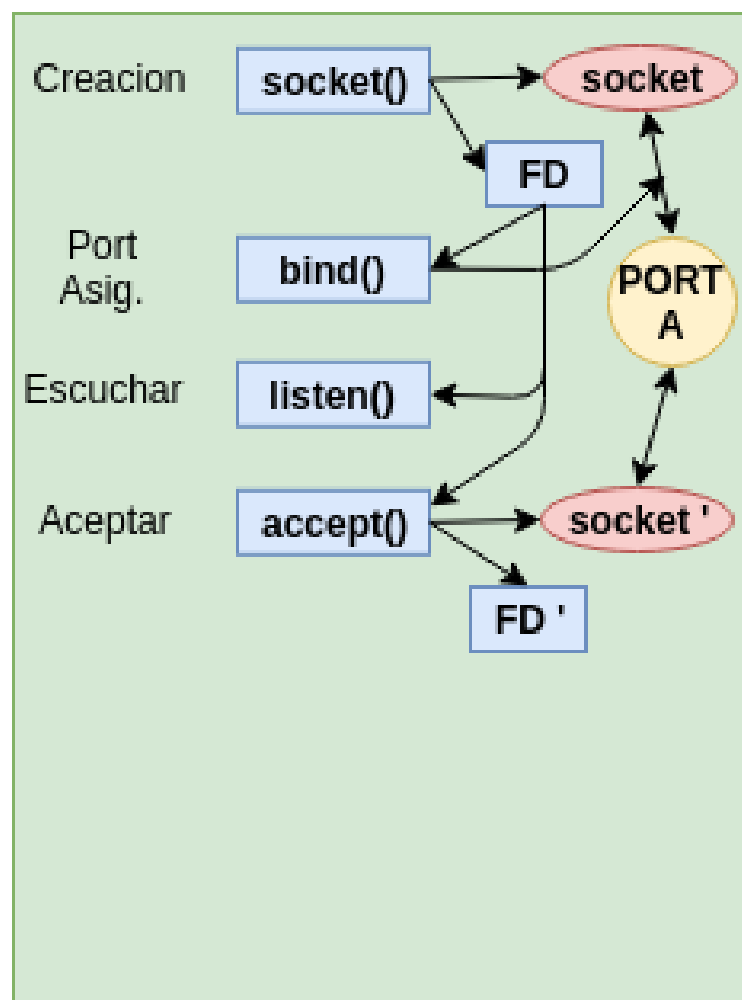 Creacion
socket()
socket
FD
Port
Asig.
bind()
PORT
A
Escuchar
listen()
Aceptar
accept()
socket '
FD '